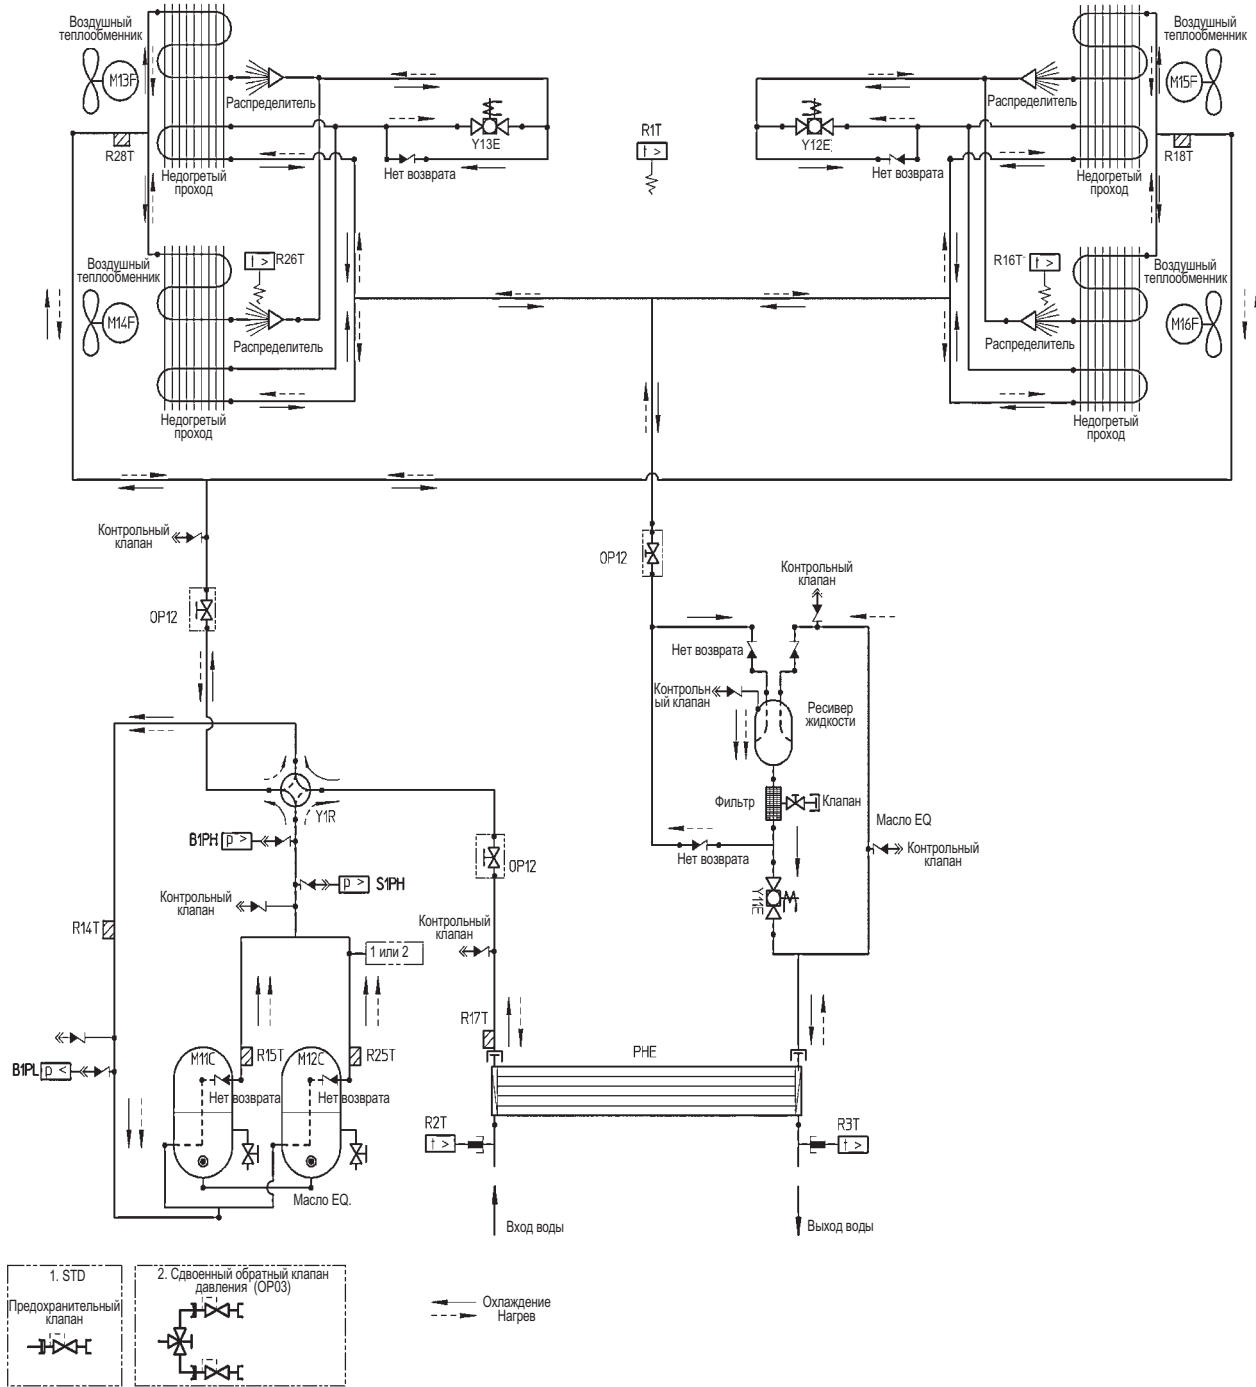 Воздушный
теплообменник
M13F
Распределитель
R28T
Недогретый
проход
Y13E
Нет возврата
R1T
t >
Y12E
Нет возврата
Распределитель
Воздушный
теплообменник
M15F
R18T
Недогретый
проход
Воздушный
теплообменник
M14F
t >
R26T
Распределитель
Недогретый
проход
R16T
t >
Воздушный
теплообменник
M16F
Распределитель
Недогретый
проход
Контрольный
клапан
OP12
OP12
Контрольный
клапан
Нет возврата
Контрольн
ый клапан
Ресивер
жидкости
Фильтр
Клапан
Масло EQ
Контрольный
клапан
Нет возврата
Y11E
Y1R
B1PH
p >
p >
S1PH
Контрольный
клапан
OP12
Контрольный
клапан
R14T
1 или 2
R17T
PHE
B1PL
p <
M11C
R15T
M12C
R25T
Нет возврата
Нет возврата
Масло EQ.
R2T
t >
R3T
t >
Вход воды
Выход воды
1. STD
Предохранительный
клапан
2. Сдвоенный обратный клапан
давления (OP03)
Охлаждение
Нагрев